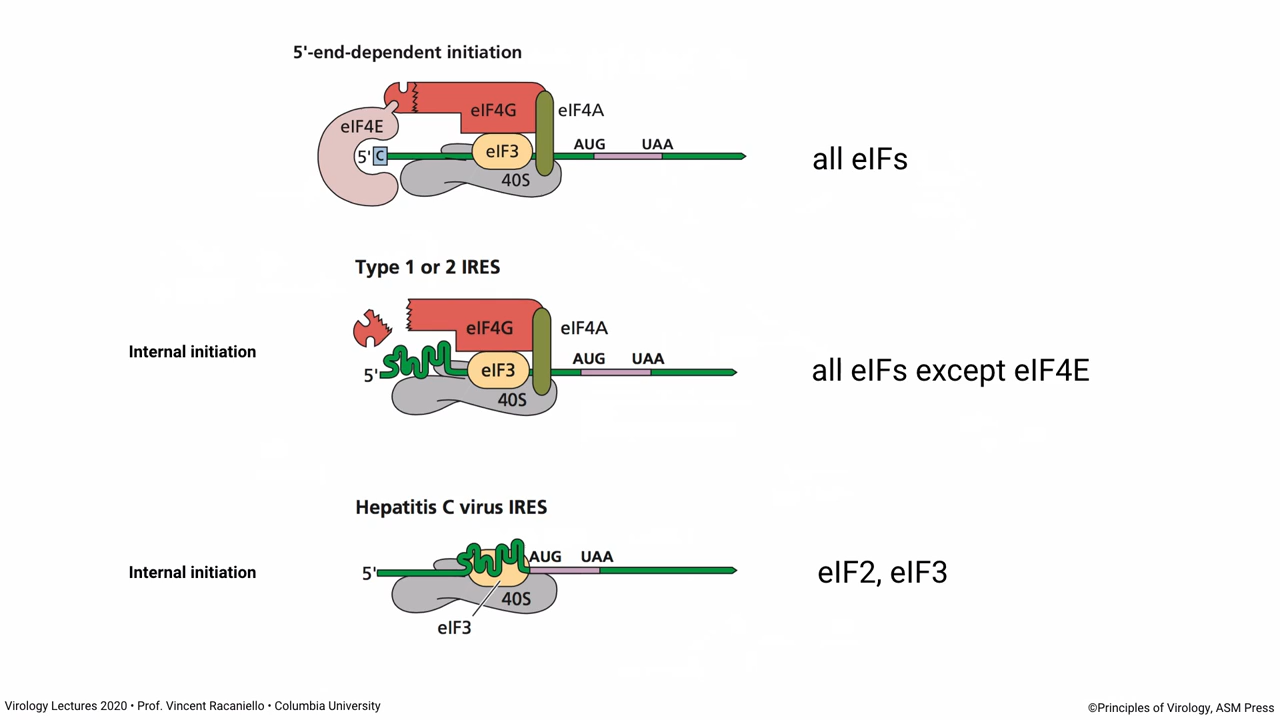 5'-end-dependent initiation
eIF4G
eIF4A
eIF4E
5'
C
eIF3
AUG
UAA
40S
all eIFs
Type 1 or 2 IRES
Internal initiation
eIF4G
eIF4A
5'
eIF3
AUG
UAA
40S
all eIFs except eIF4E
Hepatitis C virus IRES
Internal initiation
5'
AUG
UAA
40S
eIF3
eIF2, eIF3
Virology Lectures 2020 • Prof. Vincent Racaniello • Columbia University
©Principles of Virology, ASM Press